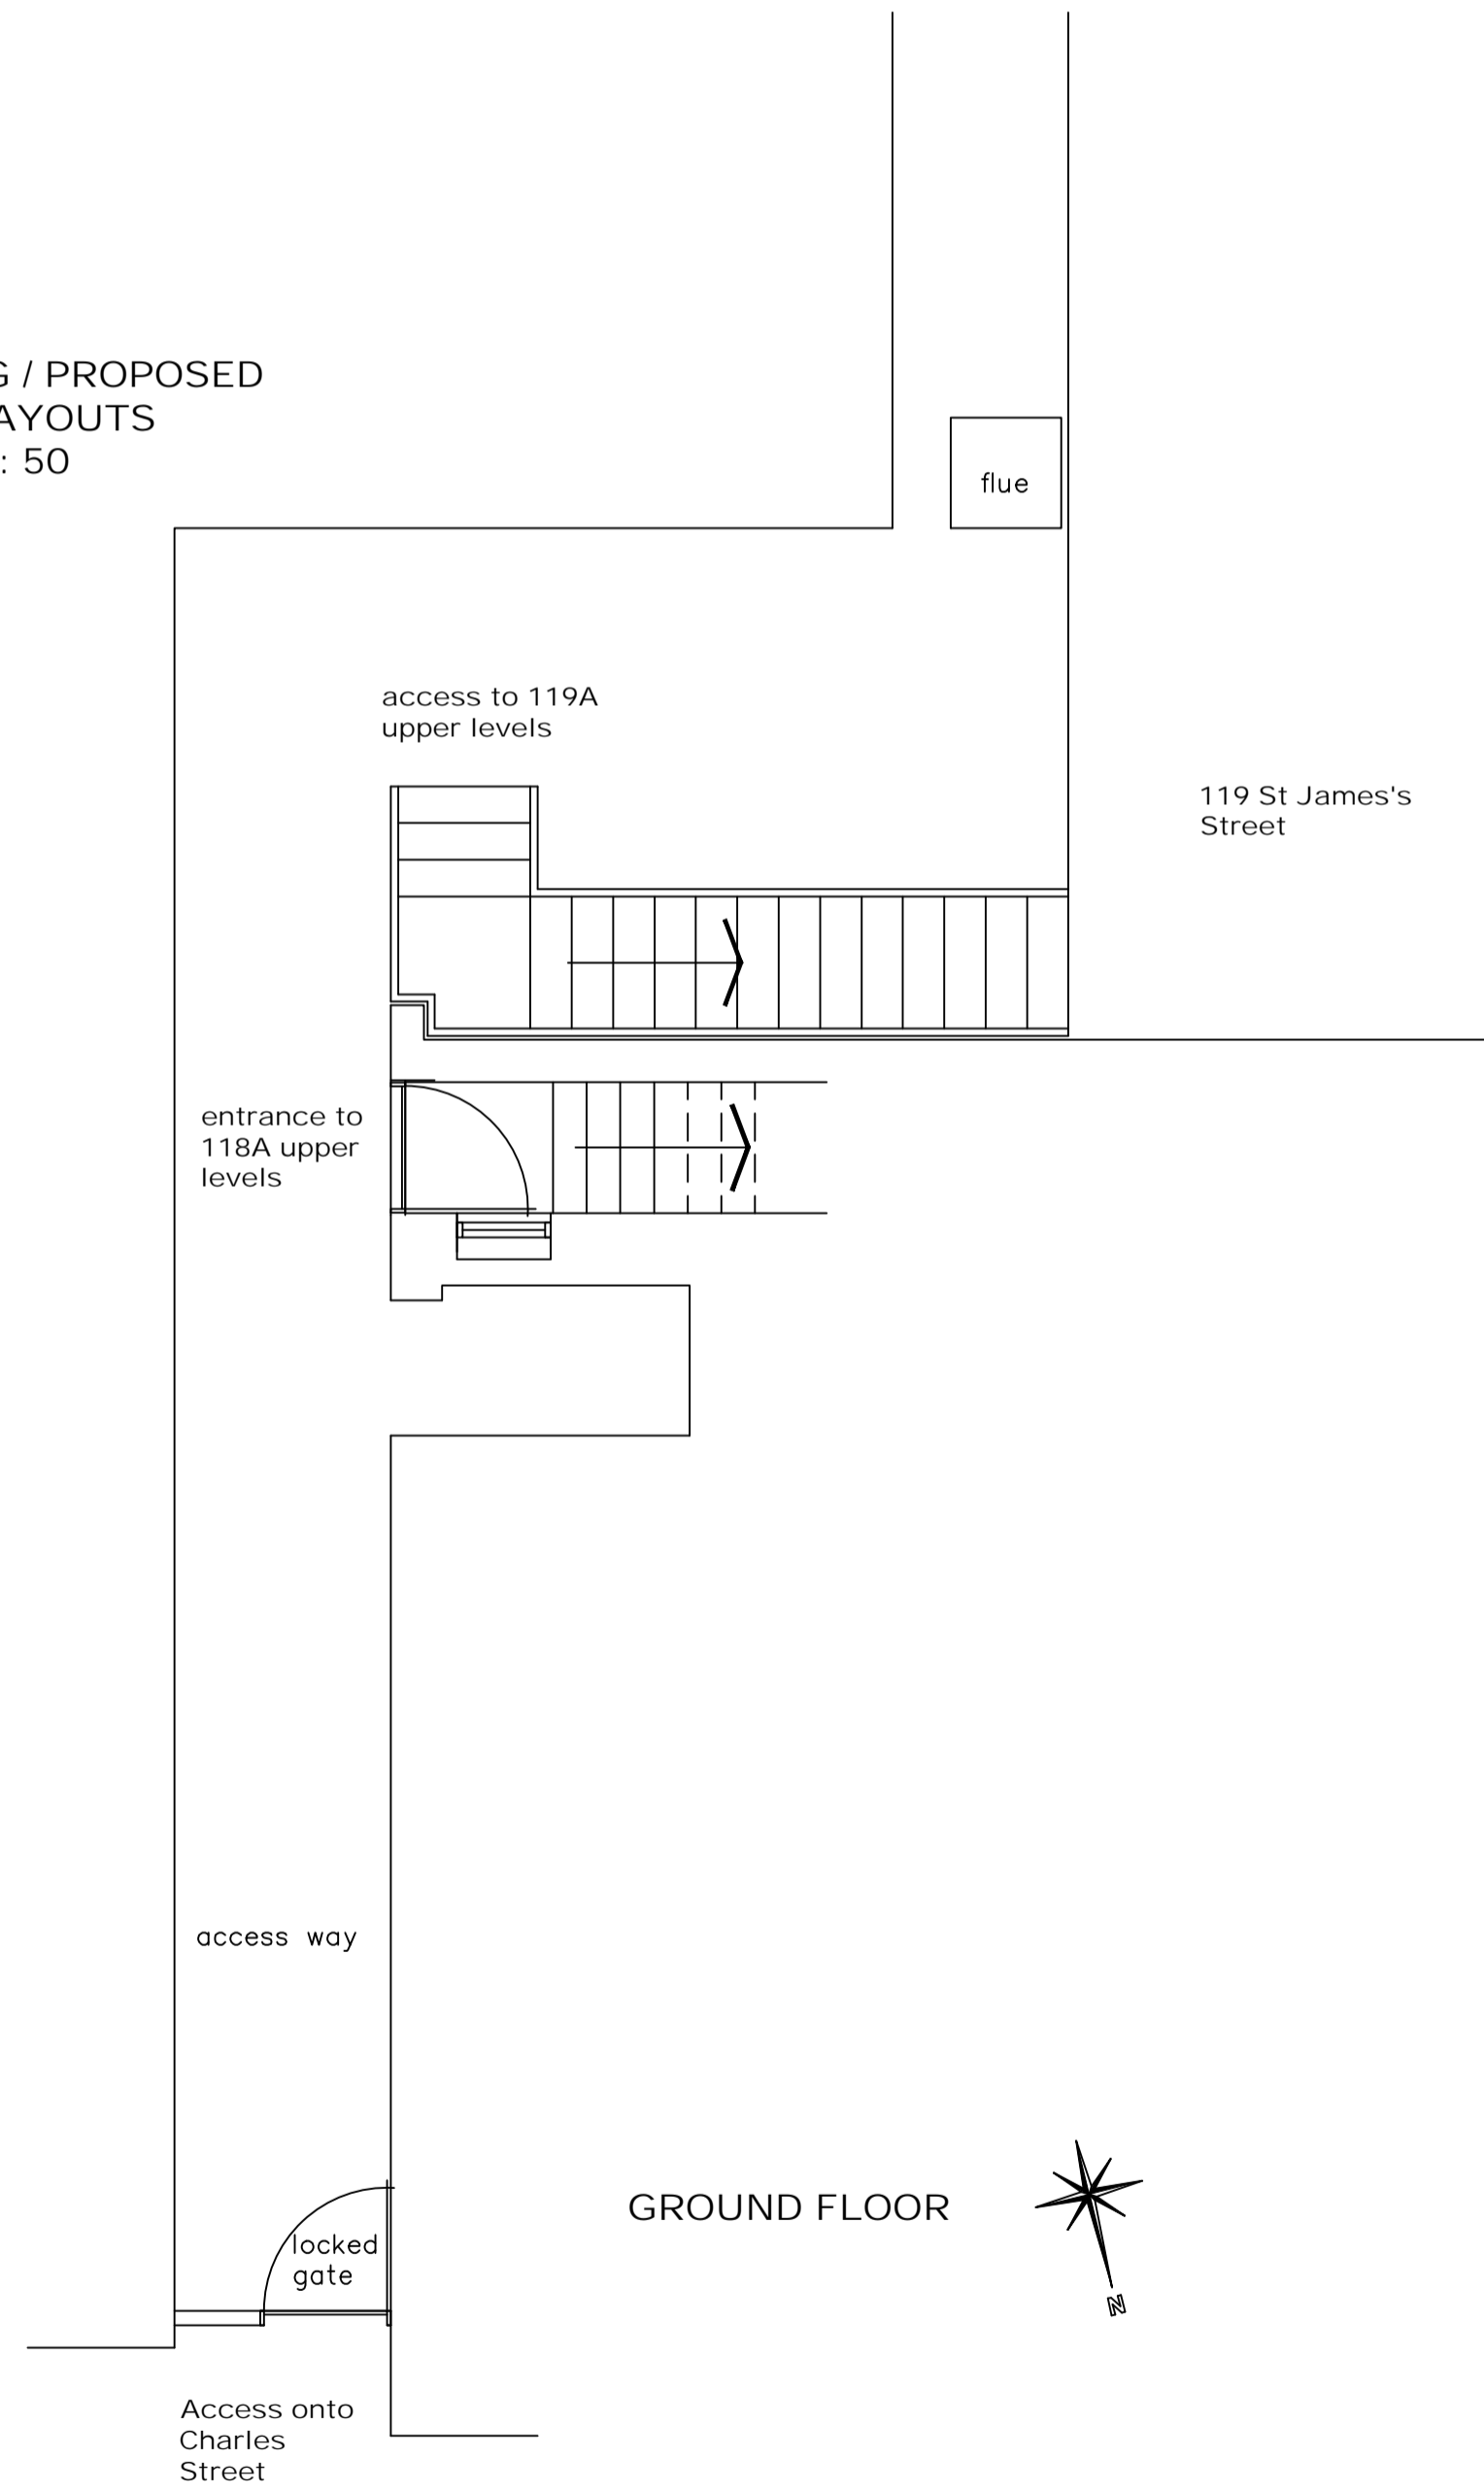 / PROPOSED
AYOUTS
: 50
flue
access to 119A
upper levels
119 St James's
Street
entrance to
118A upper
levels
access way
GROUND FLOOR
locked
gate
N
Access onto
Charles
Street